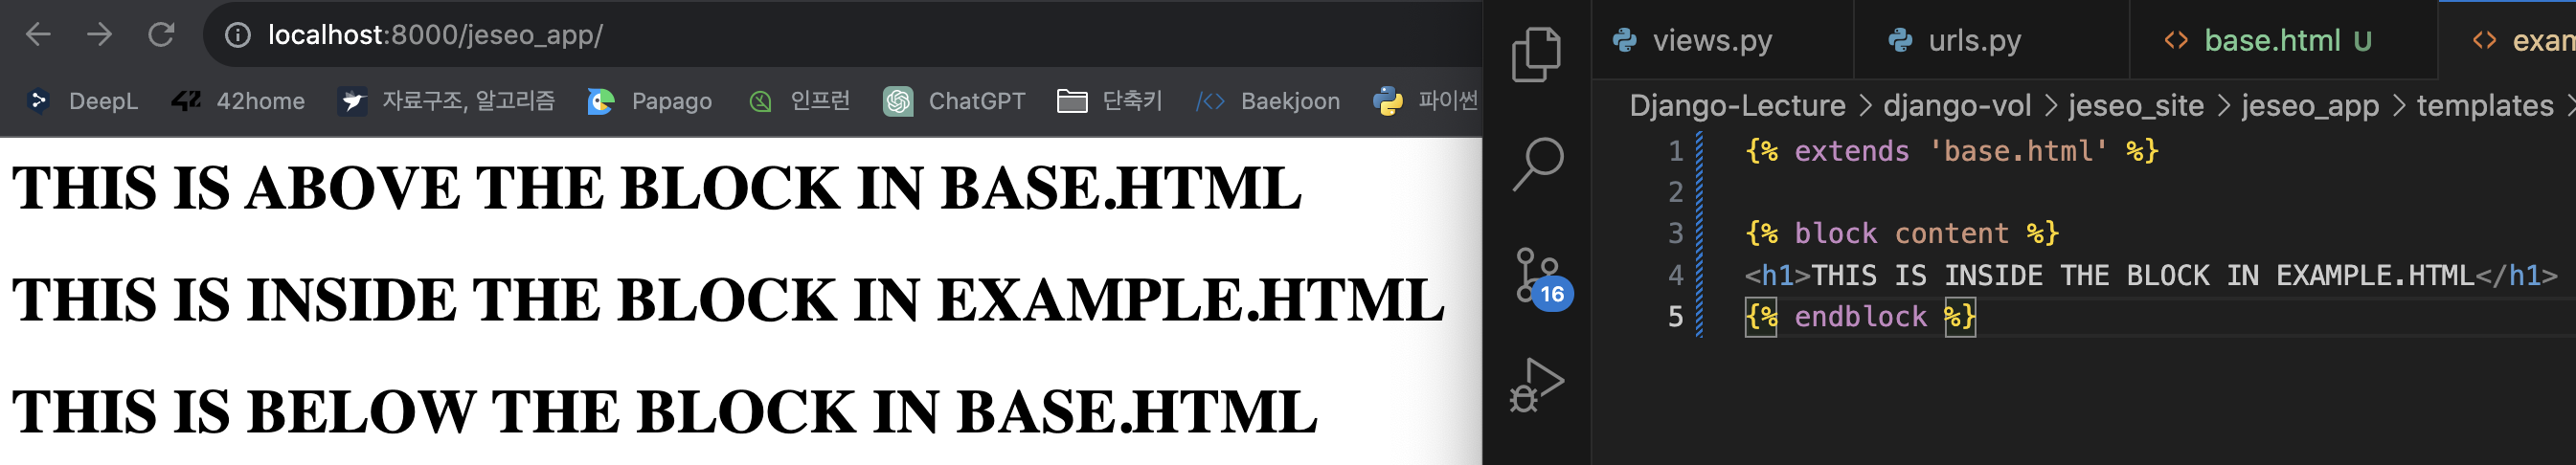 localhost:8000/jeseo_app/
DeepL 42home 자료구조, 알고리즘 Papago 인프런 ChatGPT 단축키 Baekjoon 파이썬
THIS IS ABOVE THE BLOCK IN BASE.HTML
THIS IS INSIDE THE BLOCK IN EXAMPLE.HTML
THIS IS BELOW THE BLOCK IN BASE.HTML
16
views.py urls.py base.html U exam
Django-Lecture > django-vol > jeseo_site > jeseo_app > templates >
1 {% extends 'base.html' %}
2
3 {% block content %}
4 <h1>THIS IS INSIDE THE BLOCK IN EXAMPLE.HTML</h1>
5 {% endblock %}